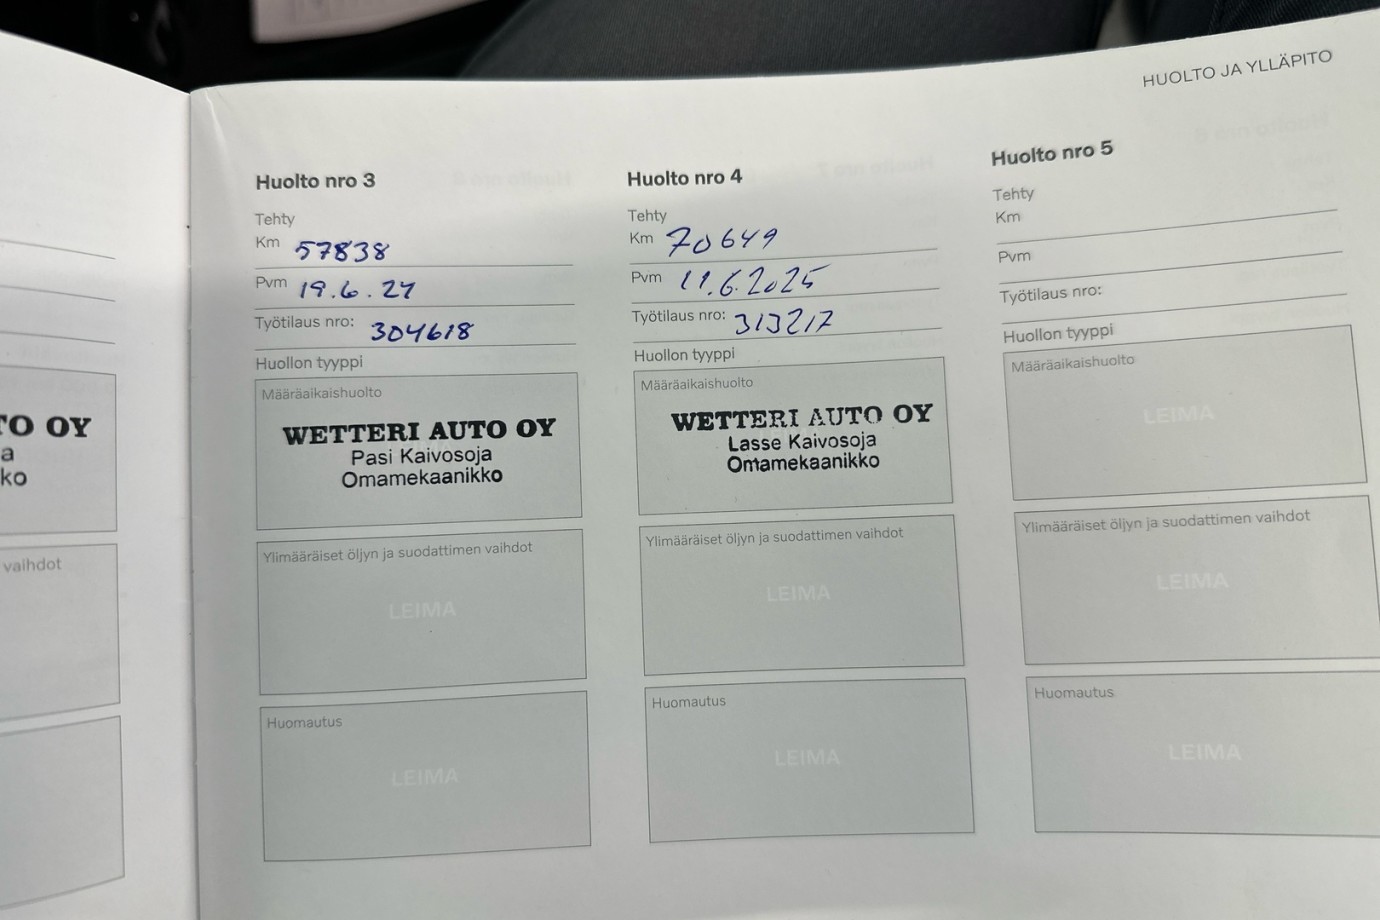 HUOLTO JA YLLÄPITO
TO OY
a
ko
vaihdot
Huolto nro 3
Tehty
Km 57838
Pvm 19.6.24
Työtilaus nro: 304618
Huollon tyyppi
Määräaikaishuolto
WETTERI AUTO OY
Pasi Kaivosoja
Omamekaanikko
Ylimääräiset öljyn ja suodattimen vaihdot
LEIMA
Huomautus
LEIMA
Huolto nro 4
Tehty
Km 70649
Pvm 11.6.2025
Työtilaus nro: 313217
Huollon tyyppi
Määräaikaishuolto
WETTERI AUTO OY
Lasse Kaivosoja
Omamekaanikko
Ylimääräiset öljyn ja suodattimen vaihdot
LEIMA
Huomautus
LEIMA
Huolto nro 5
Tehty
Km
Pvm
Työtilaus nro:
Huollon tyyppi
Määräaikaishuolto
LEIMA
Ylimääräiset öljyn ja suodattimen vaihdot
LEIMA
Huomautus
LEIMA